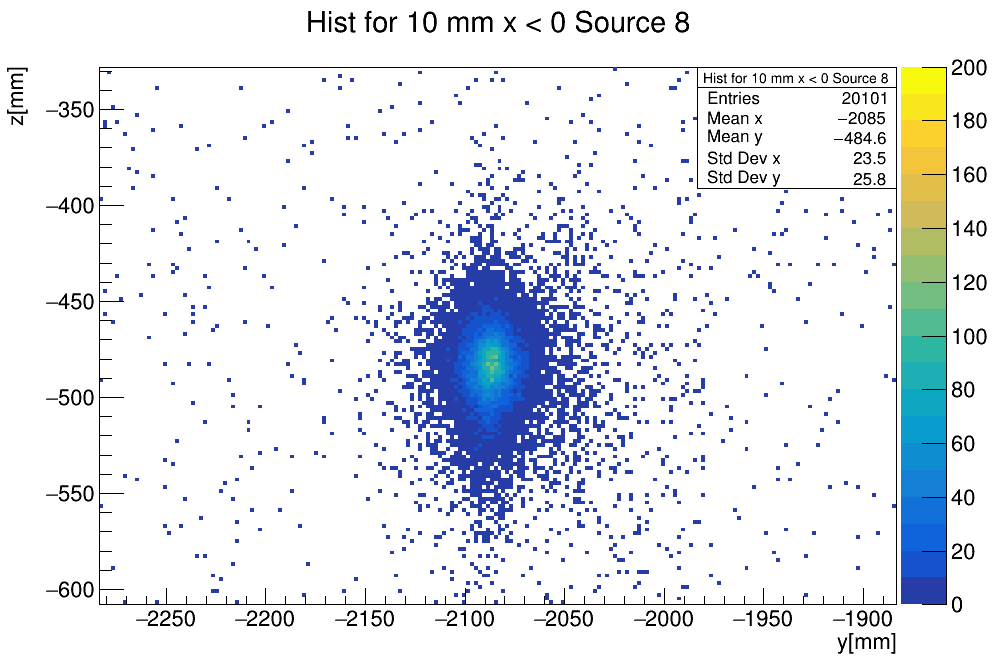 Hist for 10 mm x < 0 Source 8
z[mm]
Hist for 10 mm x < 0 Source 8
Entries 20101
Mean x −2085
Mean y −484.6
Std Dev x 23.5
Std Dev y 25.8
−350
−400
−450
−500
−550
−600
200
180
160
140
120
100
80
60
40
20
0
−2250 −2200 −2150 −2100 −2050 −2000 −1950 −1900
y[mm]